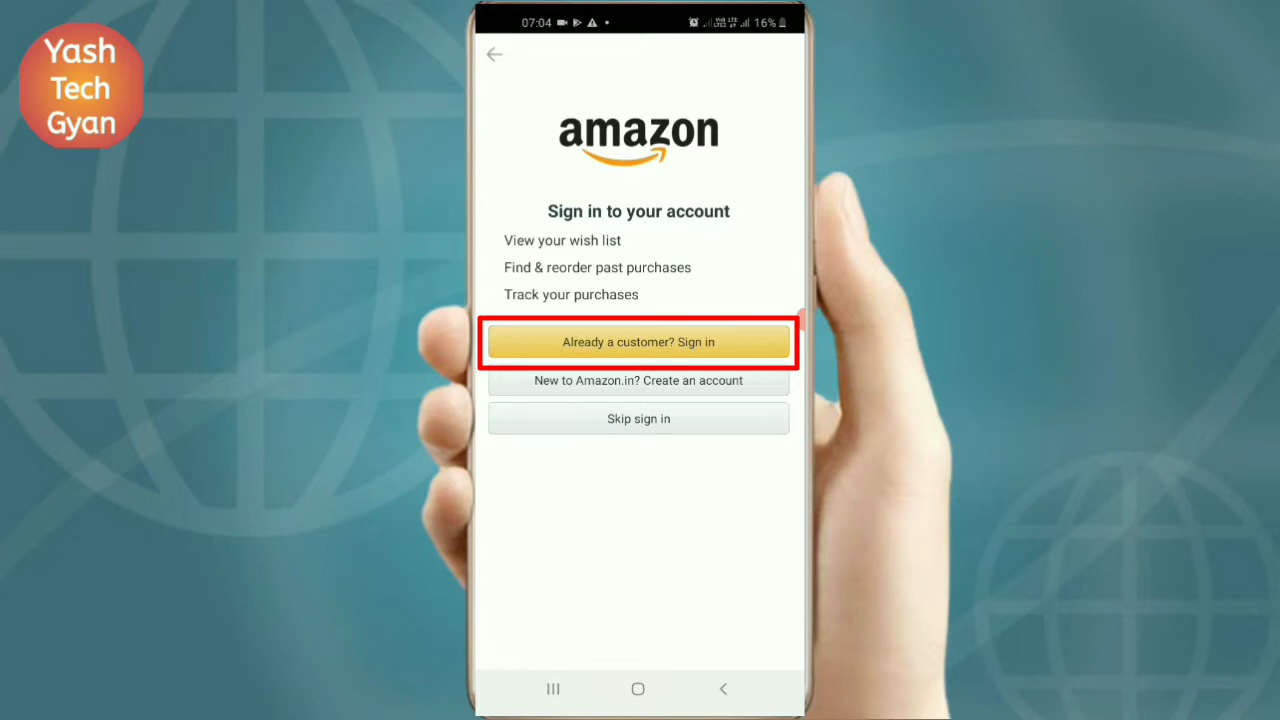 Yash
Tech
Gyan
07:04
16%
amazon
Sign in to your account
View your wish list
Find & reorder past purchases
Track your purchases
Already a customer? Sign in
New to Amazon.in? Create an account
Skip sign in